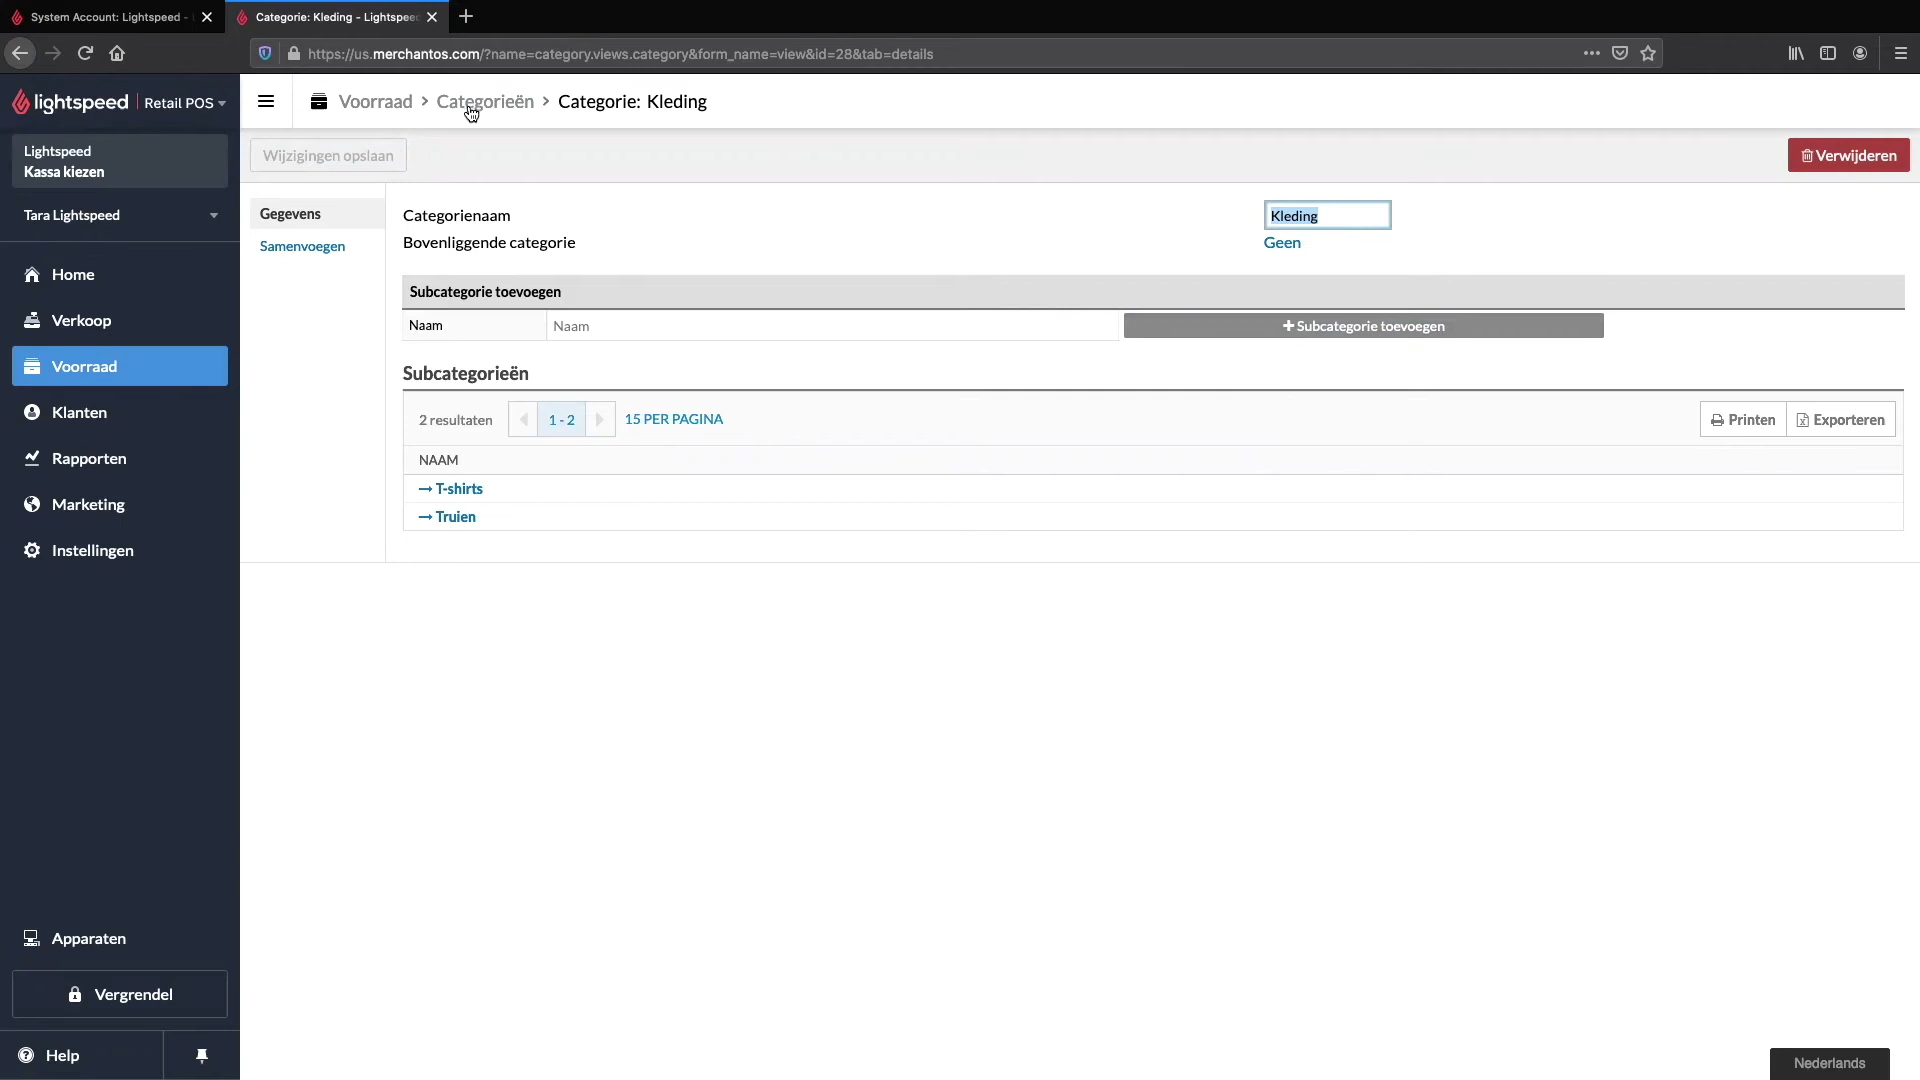 System Account: Lightspeed -
Categorie: Kleding - Lightspeed
https://us.merchantos.com/?name=category.views.category&form_name=view&id=28&tab=details
lightspeed | Retail POS
Voorraad > Categorieën > Categorie: Kleding
Lightspeed
Kassa kiezen
Wijzigingen opslaan
Verwijderen
Tara Lightspeed
Gegevens
Samenvoegen
Categorienaam
Kleding
Bovenliggende categorie
Geen
Subcategorie toevoegen
Naam
Naam
+ Subcategorie toevoegen
Subcategorieën
2 resultaten
1 - 2
15 PER PAGINA
Printen
Exporteren
NAAM
→ T-shirts
→ Truien
Home
Verkoop
Voorraad
Klanten
Rapporten
Marketing
Instellingen
Apparaten
Vergrendel
Help
Nederlands